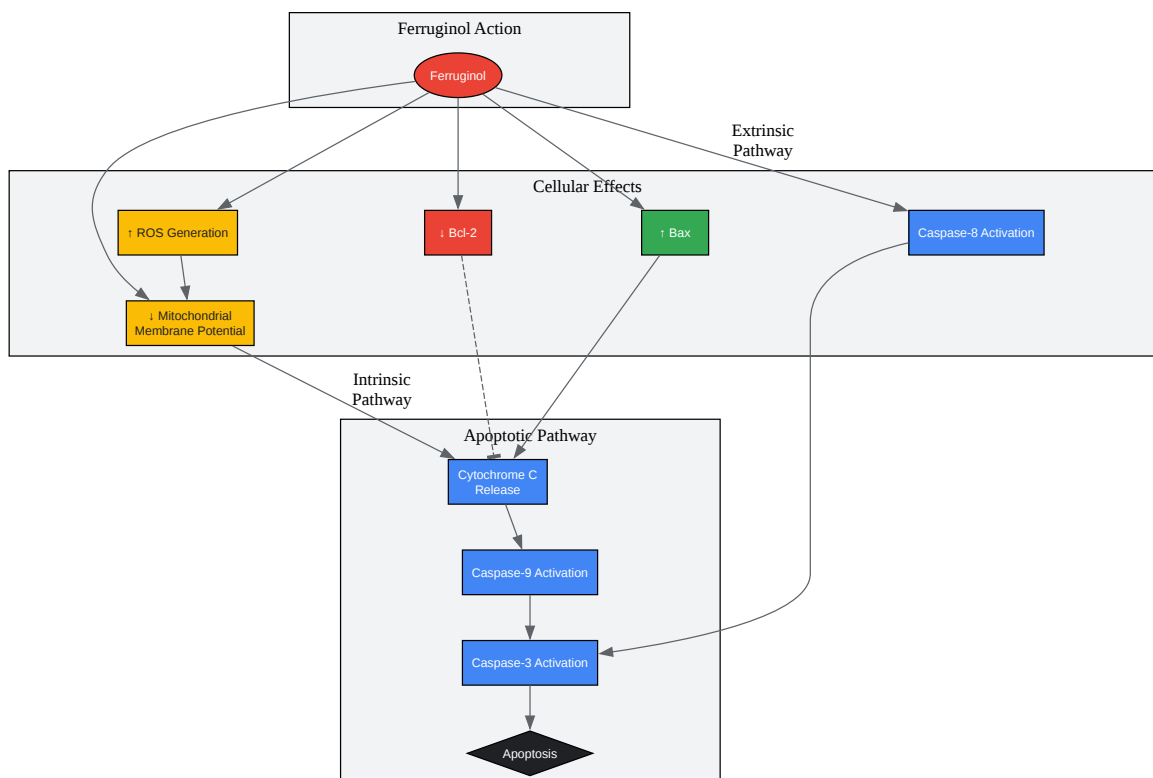 Ferruginol Action
Ferruginol
Extrinsic
Pathway
Cellular Effects
↑ ROS Generation
↓ Bcl-2
↑ Bax
Caspase-8 Activation
↓ Mitochondrial
Membrane Potential
Intrinsic
Pathway
Apoptotic Pathway
Cytochrome C
Release
Caspase-9 Activation
Caspase-3 Activation
Apoptosis